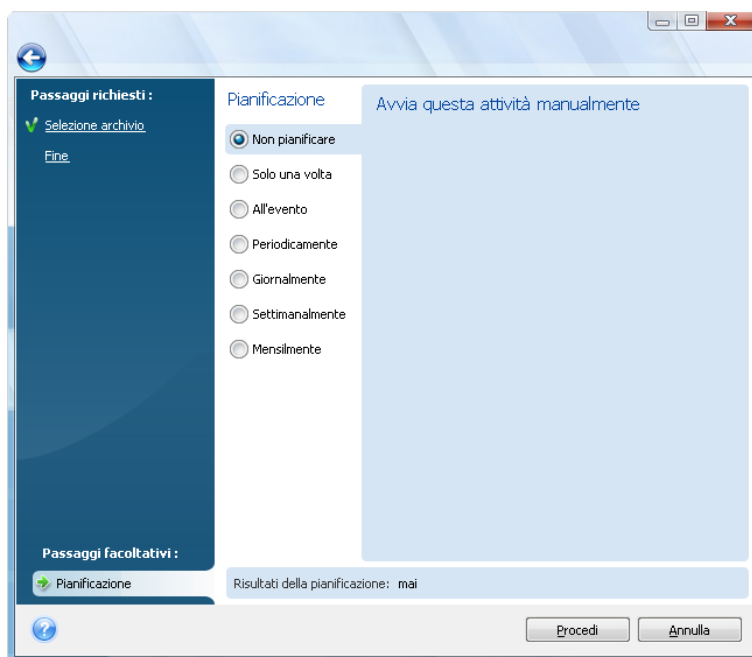 Passaggi richiesti :
Selezione archivio
Fine
Pianificazione
Non pianificare
Solo una volta
All'evento
Periodicamente
Giornalmente
Settimanalmente
Mensilmente
Avvia questa attività manualmente
Passaggi facoltativi :
Pianificazione
Risultati della pianificazione: mai
Procedi
Annulla